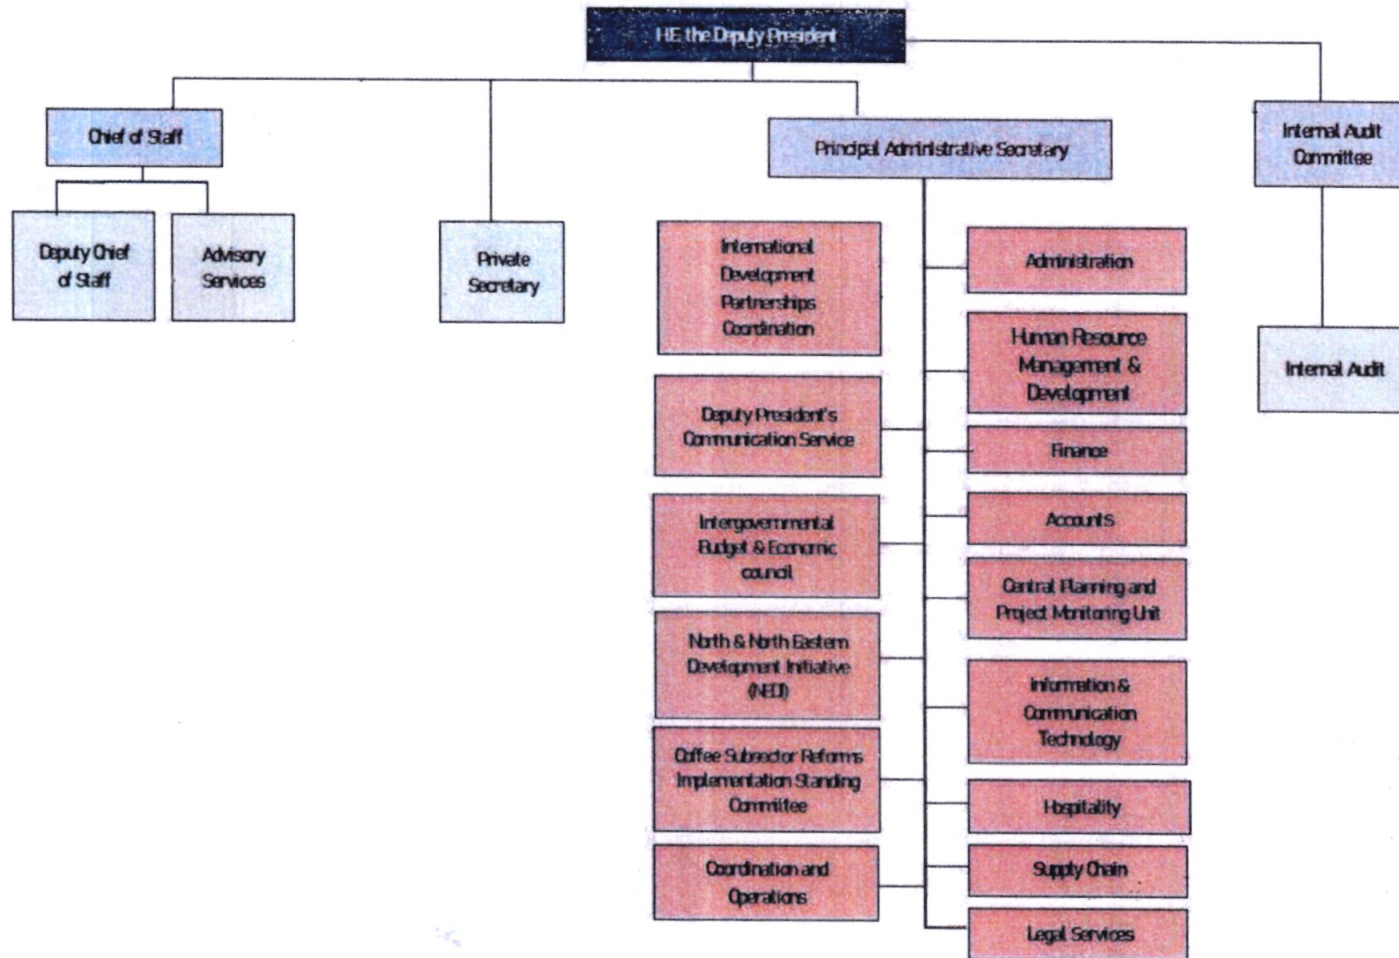 H.E. the Deputy President
Chief of Staff
Principal Administrative Secretary
Internal Audit
Committee
Deputy Chief
of Staff
Advisory
Services
Private
Secretary
International
Development
Partnerships
Coordination
Administration
Human Resource
Management &
Development
Internal Audit
Deputy President's
Communication Service
Finance
Intergovernmental
Budget & Economic
council
Accounts
Central Planning and
Project Monitoring Unit
North & North Eastern
Development Initiative
(NEDI)
Information &
Communication
Technology
Coffee Subsector Reforms
Implementation Standing
Committee
Hospitality
Coordination and
Operations
Supply Chain
Legal Services